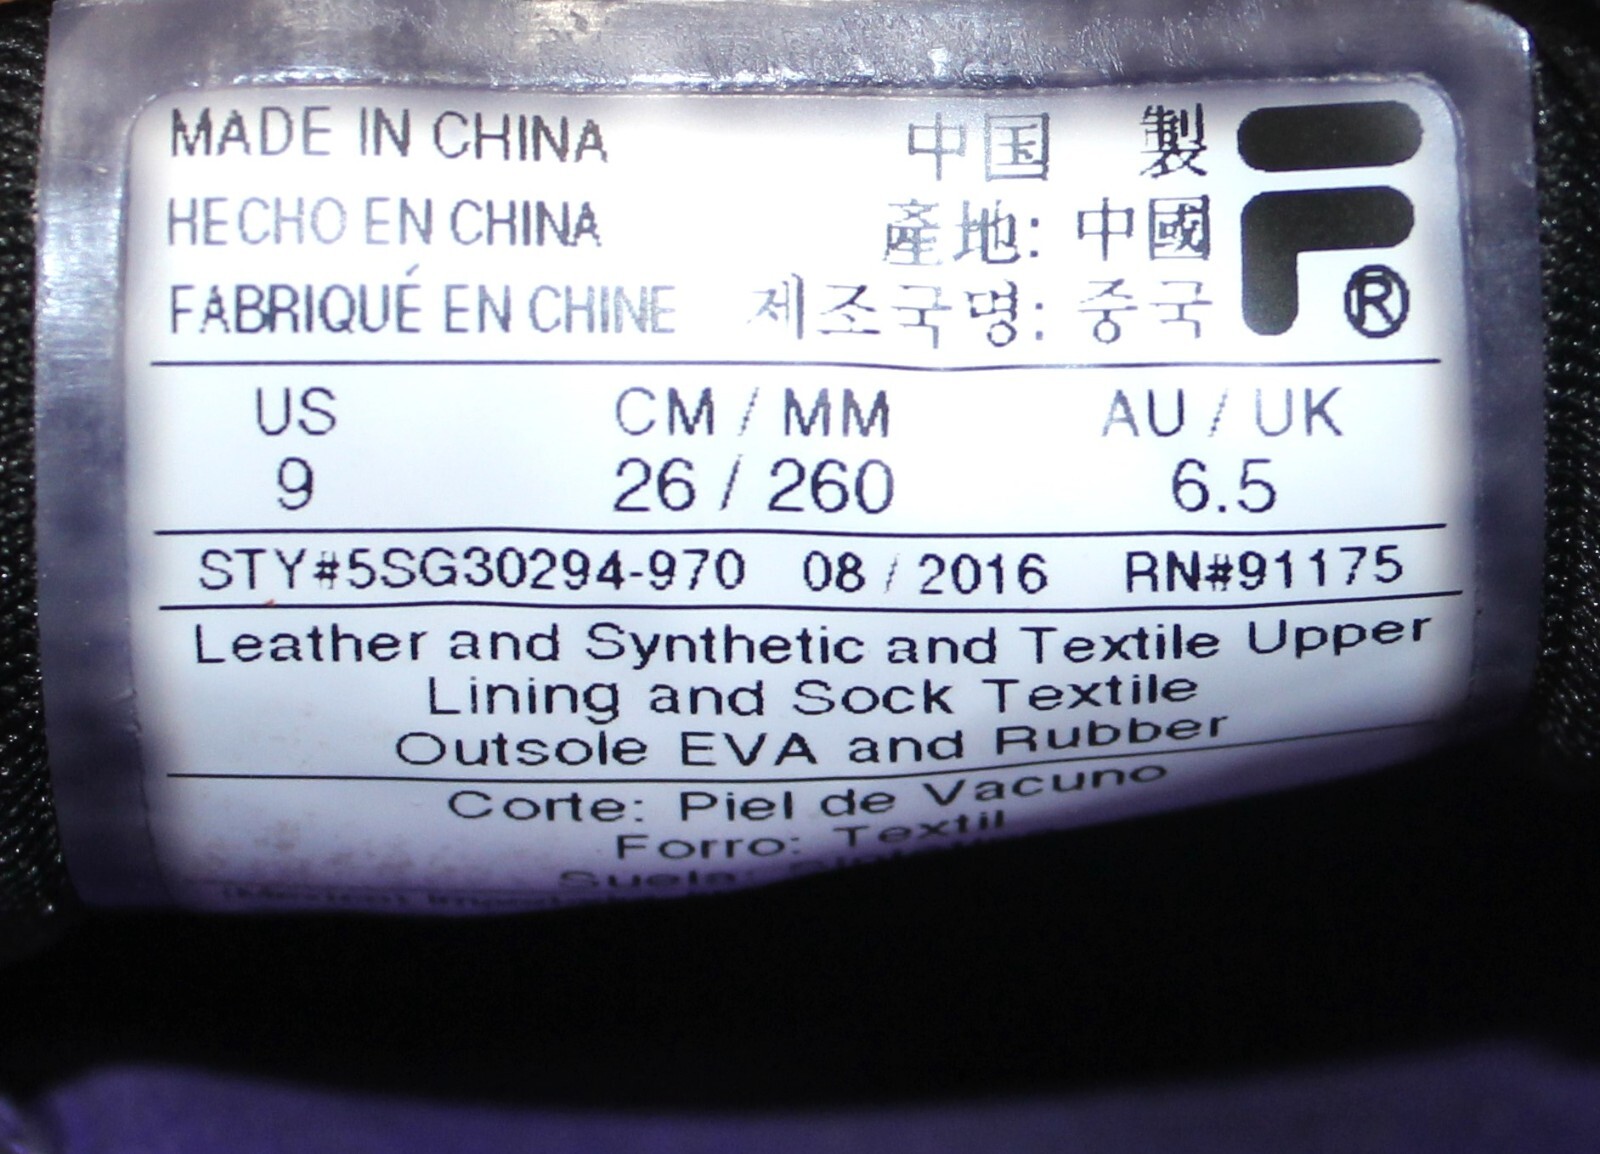 MADE IN CHINA 中国 製
HECHO EN CHINA 產地: 中國
FABRIQUÉ EN CHINE 제조국명: 중국
®
US CM / MM AU / UK
9 26 / 260 6.5
STY#5SG30294-970 08 / 2016 RN#91175
Leather and Synthetic and Textile Upper
Lining and Sock Textile
Outsole EVA and Rubber
Corte: Piel de Vacuno
Forro: Textil
Suela:
(Mexico)